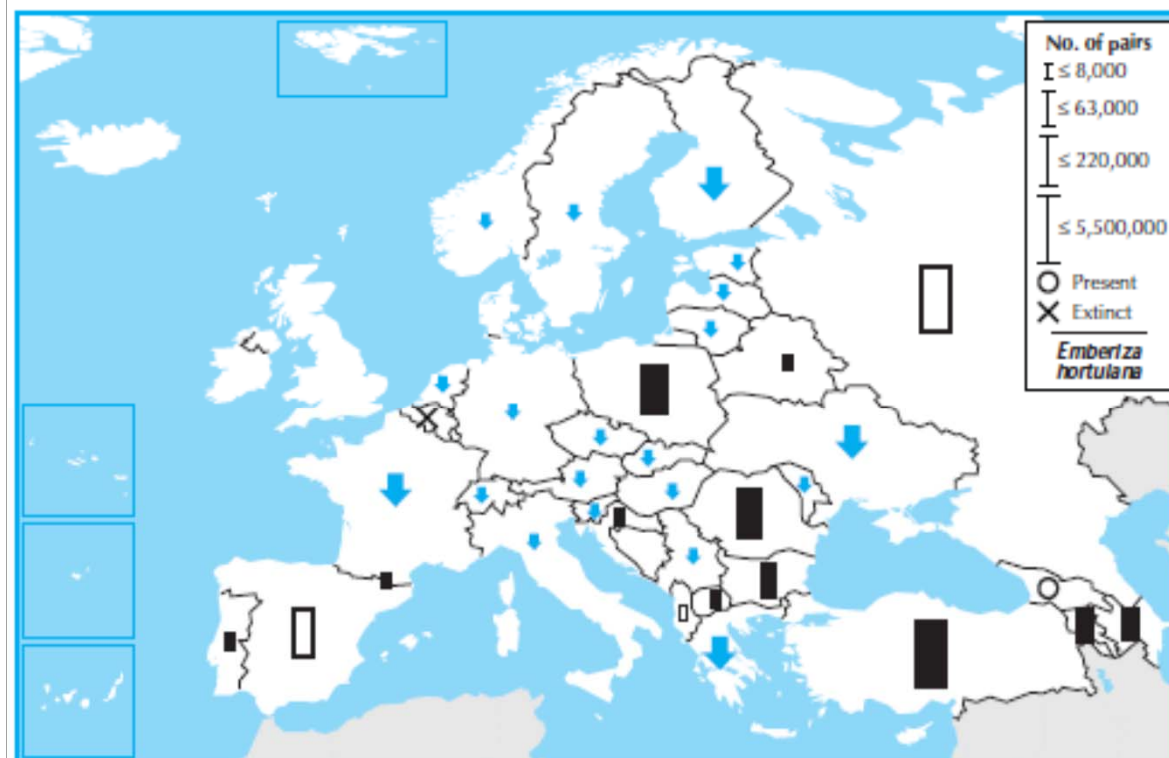 No. of pairs
≤ 8,000
≤ 63,000
≤ 220,000
≤ 5,500,000
Present
Extinct
Emberiza
hortulana